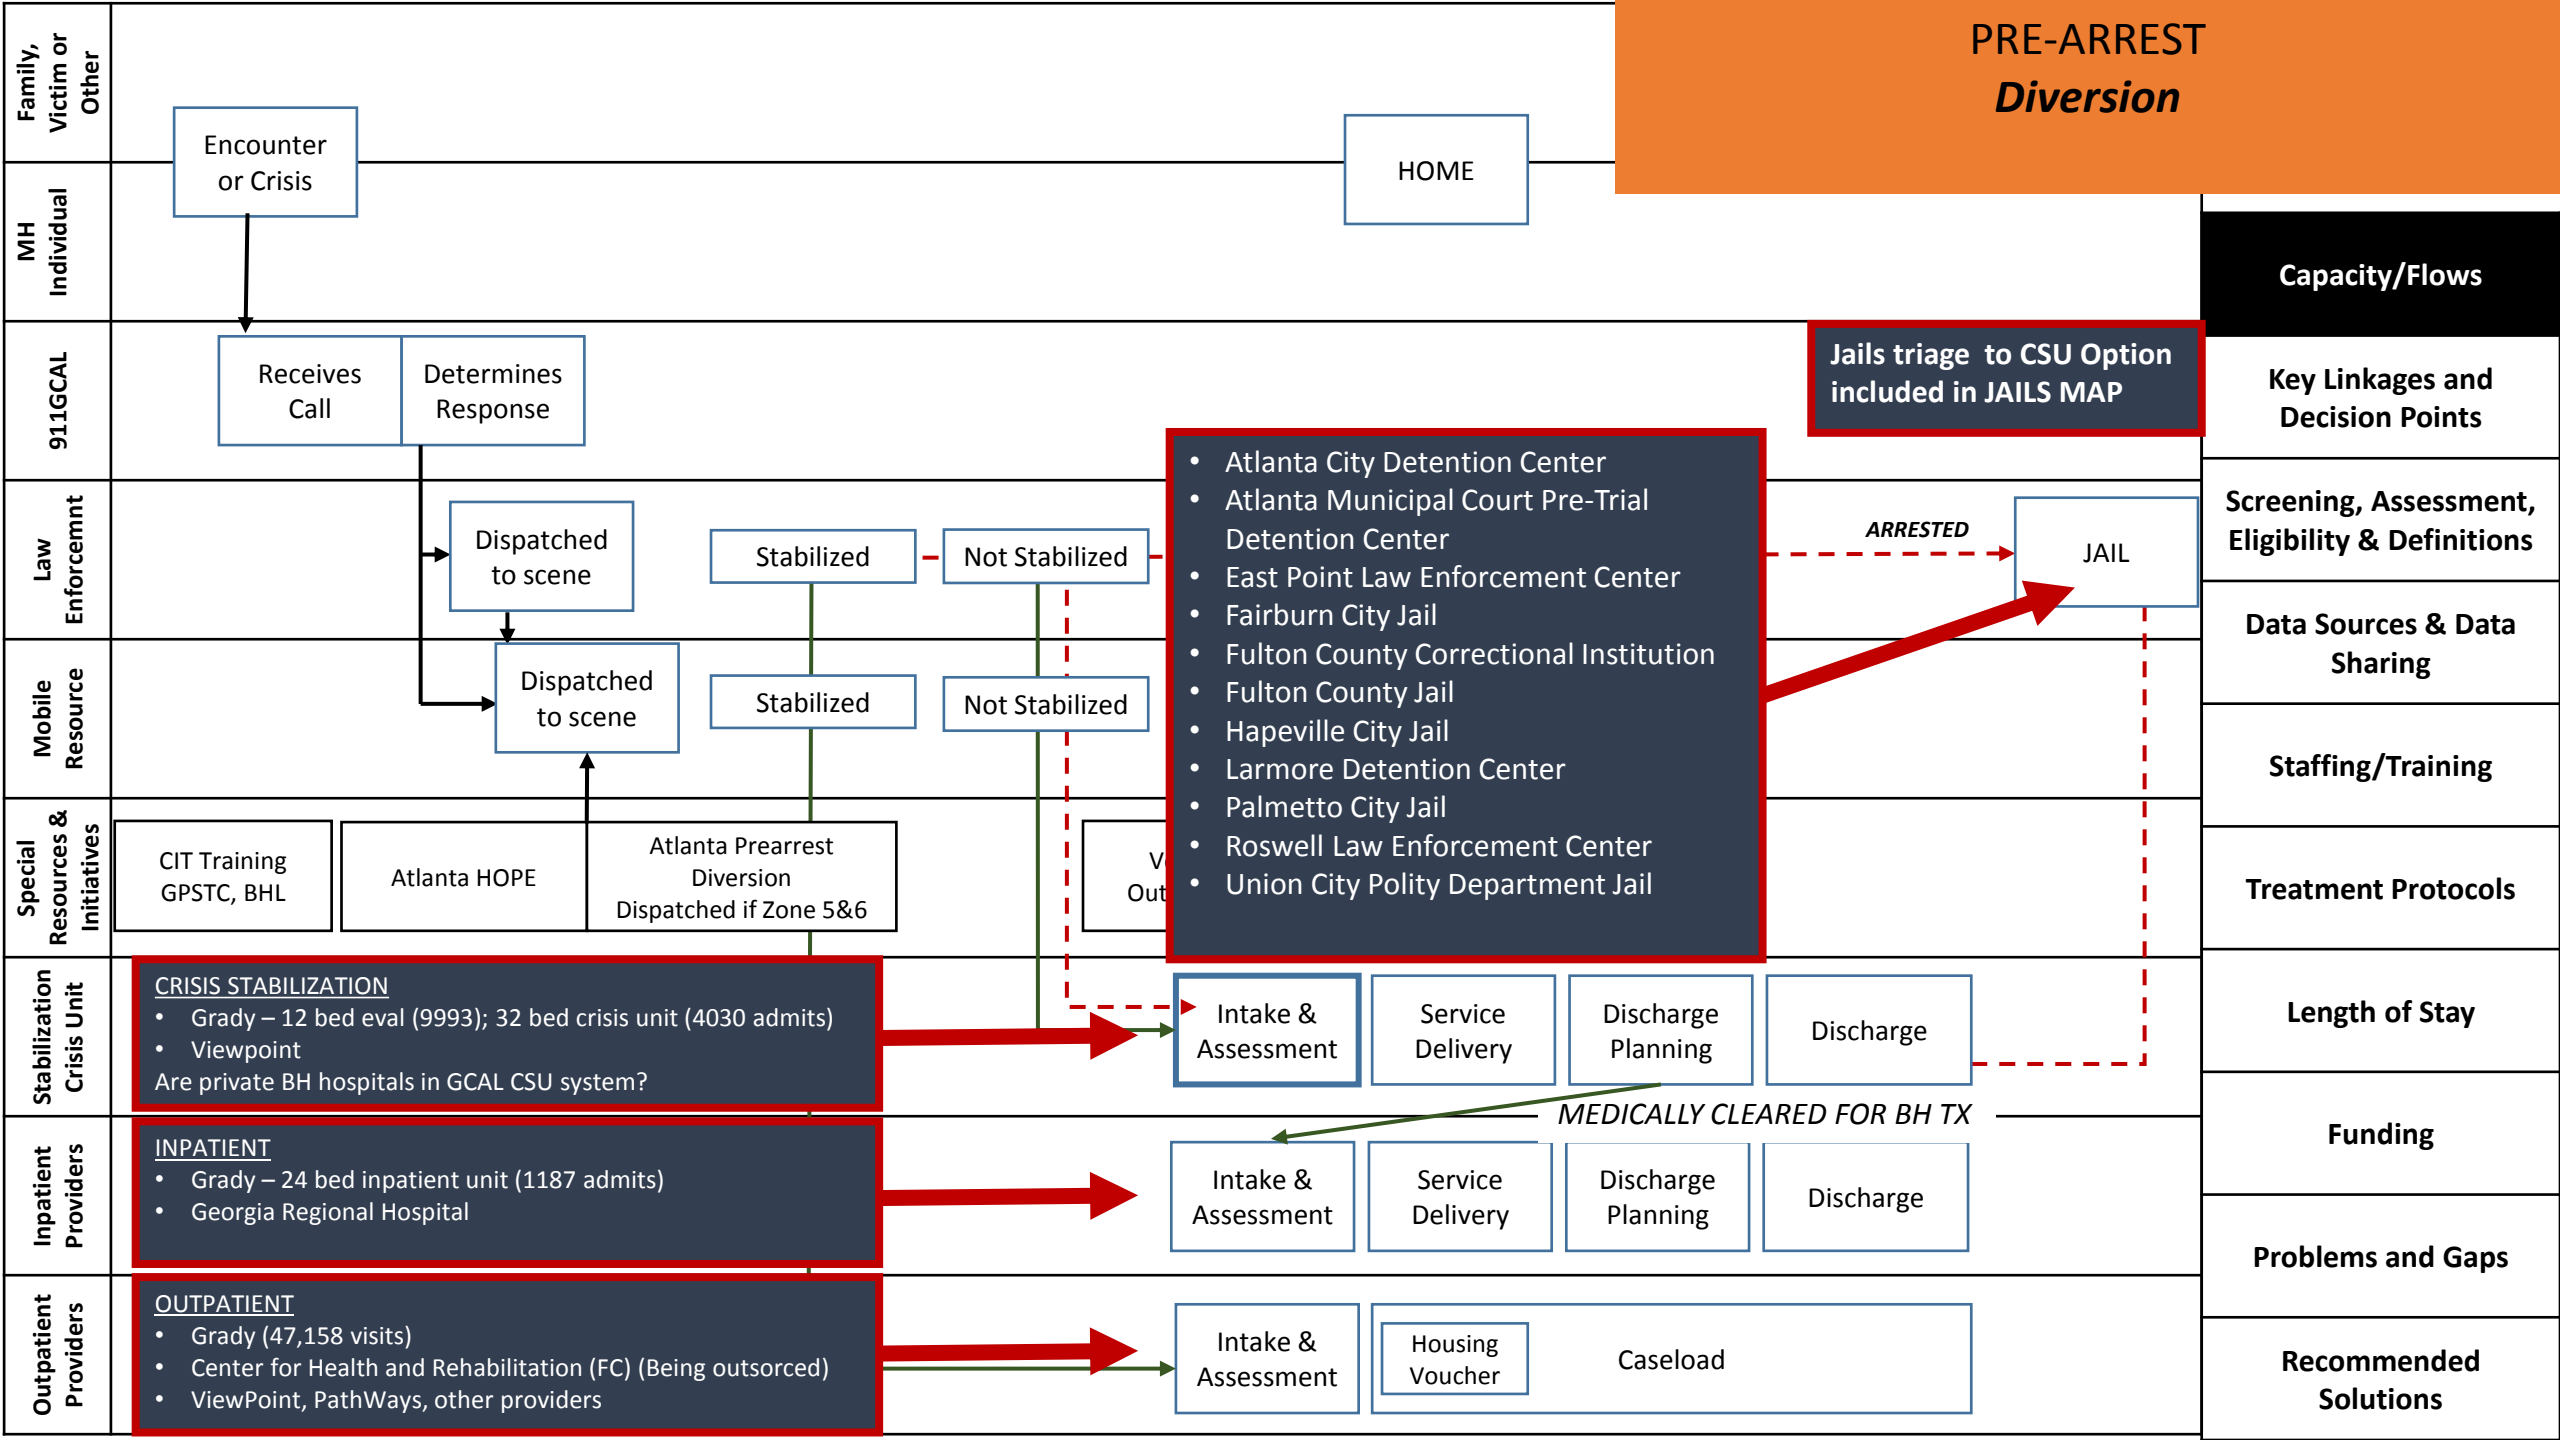 PRE-ARREST
Diversion
Family,
Victim or
Other
MH
Individual
911GCAL
Law
Enforcemnt
Mobile
Resource
Special
Resources &
Initiatives
Stabilization
Crisis Unit
Inpatient
Providers
Outpatient
Providers
Encounter
or Crisis
HOME
Receives
Call
Determines
Response
Jails triage to CSU Option
included in JAILS MAP
Dispatched
to scene
Stabilized
Not Stabilized
ARRESTED
JAIL
Dispatched
to scene
Stabilized
Not Stabilized
• Atlanta City Detention Center
• Atlanta Municipal Court Pre-Trial
Detention Center
• East Point Law Enforcement Center
• Fairburn City Jail
• Fulton County Correctional Institution
• Fulton County Jail
• Hapeville City Jail
• Larmore Detention Center
• Palmetto City Jail
• Roswell Law Enforcement Center
• Union City Polity Department Jail
CIT Training
GPSTC, BHL
Atlanta HOPE
Atlanta Prearrest
Diversion
Dispatched if Zone 5&6
CRISIS STABILIZATION
• Grady – 12 bed eval (9993); 32 bed crisis unit (4030 admits)
• Viewpoint
Are private BH hospitals in GCAL CSU system?
Intake &
Assessment
Service
Delivery
Discharge
Planning
Discharge
MEDICALLY CLEARED FOR BH TX
INPATIENT
• Grady – 24 bed inpatient unit (1187 admits)
• Georgia Regional Hospital
Intake &
Assessment
Service
Delivery
Discharge
Planning
Discharge
OUTPATIENT
• Grady (47,158 visits)
• Center for Health and Rehabilitation (FC) (Being outsorced)
• ViewPoint, PathWays, other providers
Intake &
Assessment
Housing
Voucher
Caseload
Capacity/Flows
Key Linkages and
Decision Points
Screening, Assessment,
Eligibility & Definitions
Data Sources & Data
Sharing
Staffing/Training
Treatment Protocols
Length of Stay
Funding
Problems and Gaps
Recommended
Solutions